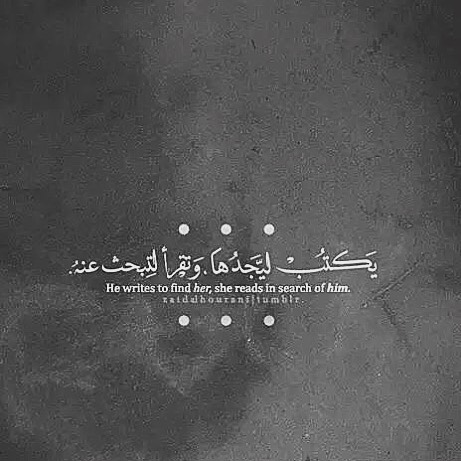 يَكتُبْ ليَجدُها، وَتقرأ لتِبحث عنهُ.
He writes to find her, she reads in search of him.
zaidalhourani|tumblr.